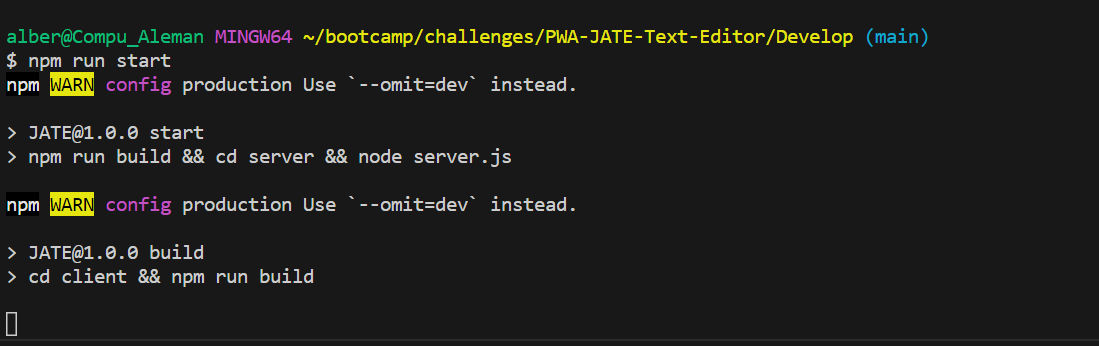 alber@Compu_Aleman MINGW64 ~/bootcamp/challenges/PWA-JATE-Text-Editor/Develop (main)
$ npm run start
npm WARN config production Use `--omit=dev` instead.
> JATE@1.0.0 start
> npm run build && cd server && node server.js
npm WARN config production Use `--omit=dev` instead.
> JATE@1.0.0 build
> cd client && npm run build